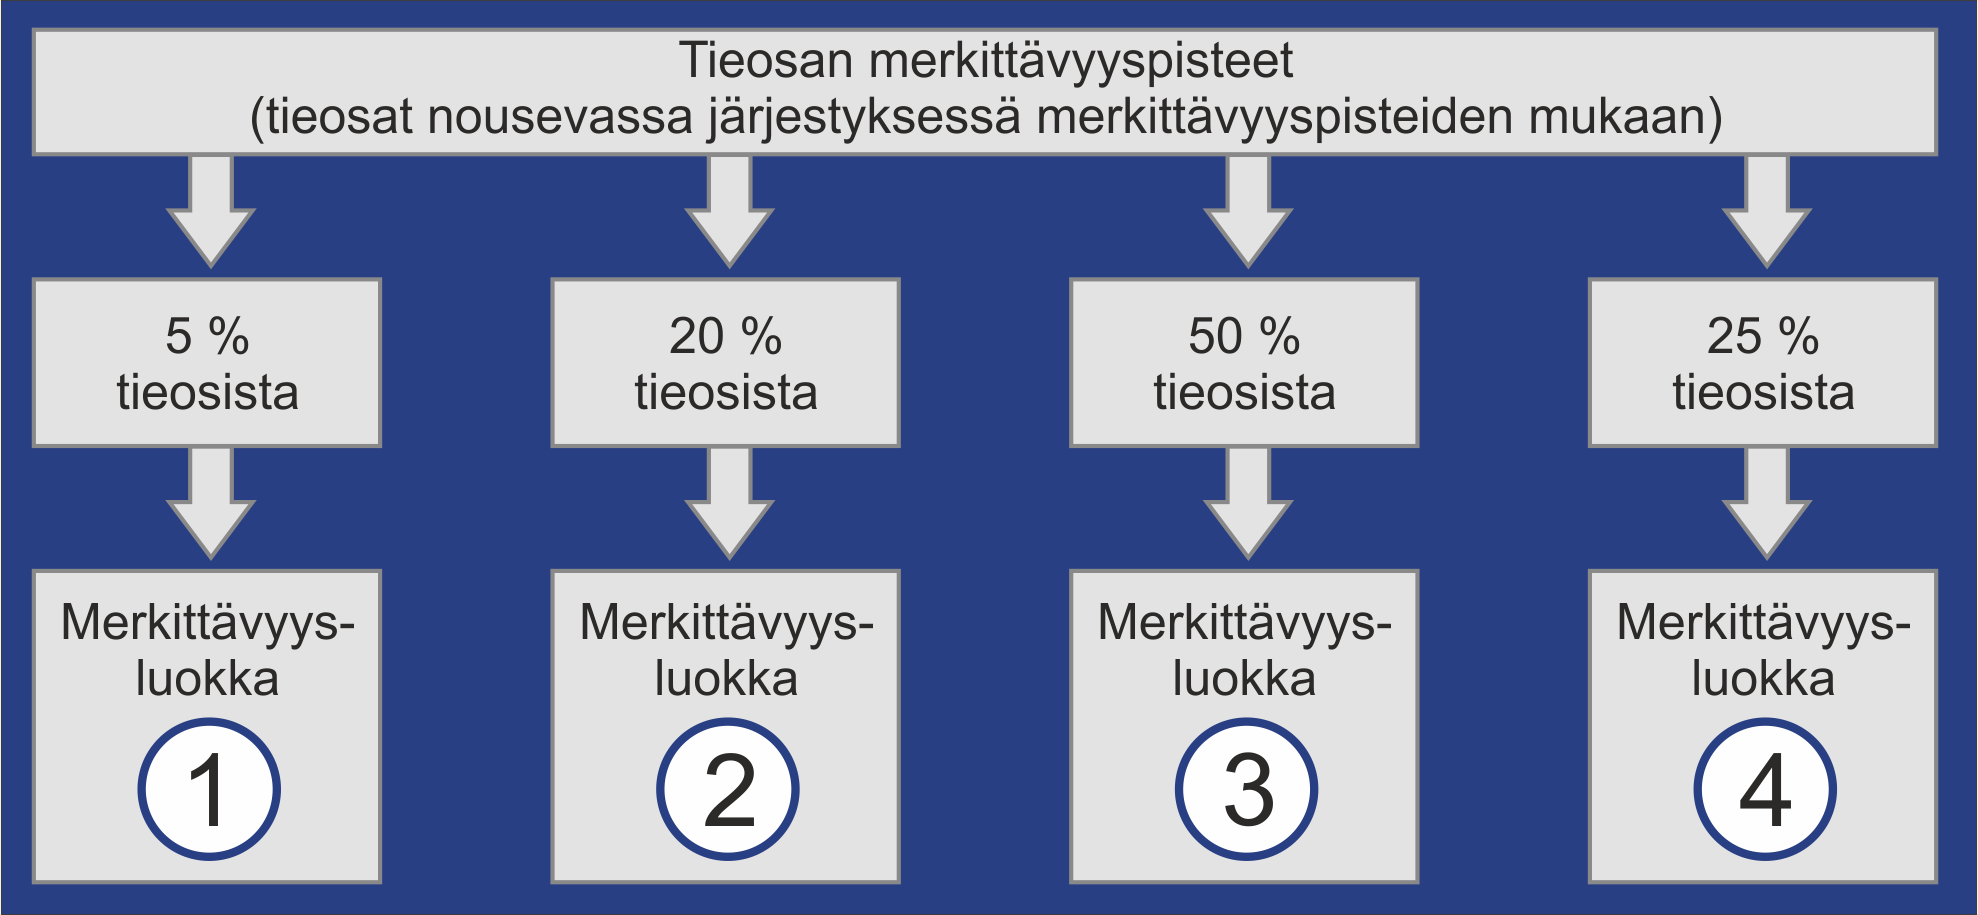 Tieosan merkittävyyspisteet
(tieosat nousevassa järjestyksessä merkittävyyspisteiden mukaan)
5 %
tieosista
20 %
tieosista
50 %
tieosista
25 %
tieosista
Merkittävyys-
luokka
1
Merkittävyys-
luokka
2
Merkittävyys-
luokka
3
Merkittävyys-
luokka
4